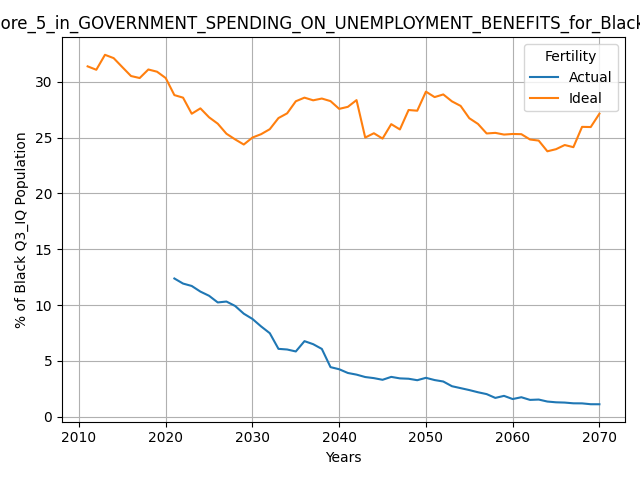 ore_5_in_GOVERNMENT_SPENDING_ON_UNEMPLOYMENT_BENEFITS_for_Black
Fertility
Actual
Ideal
30
25
20
15
10
5
0
% of Black Q3_IQ Population
2010 2020 2030 2040 2050 2060 2070
Years